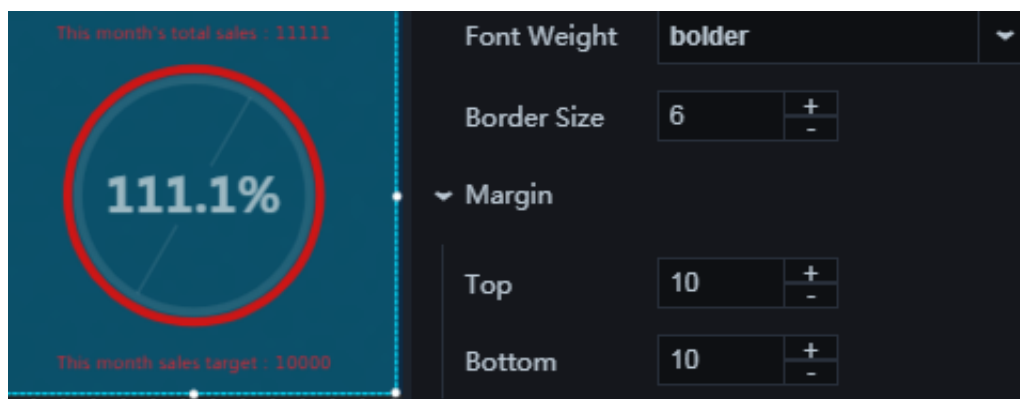 This month's total sales : 11111
111.1%
This month sales target : 10000
Font Weight bolder
Border Size 6 + -
Margin
Top 10 + -
Bottom 10 + -